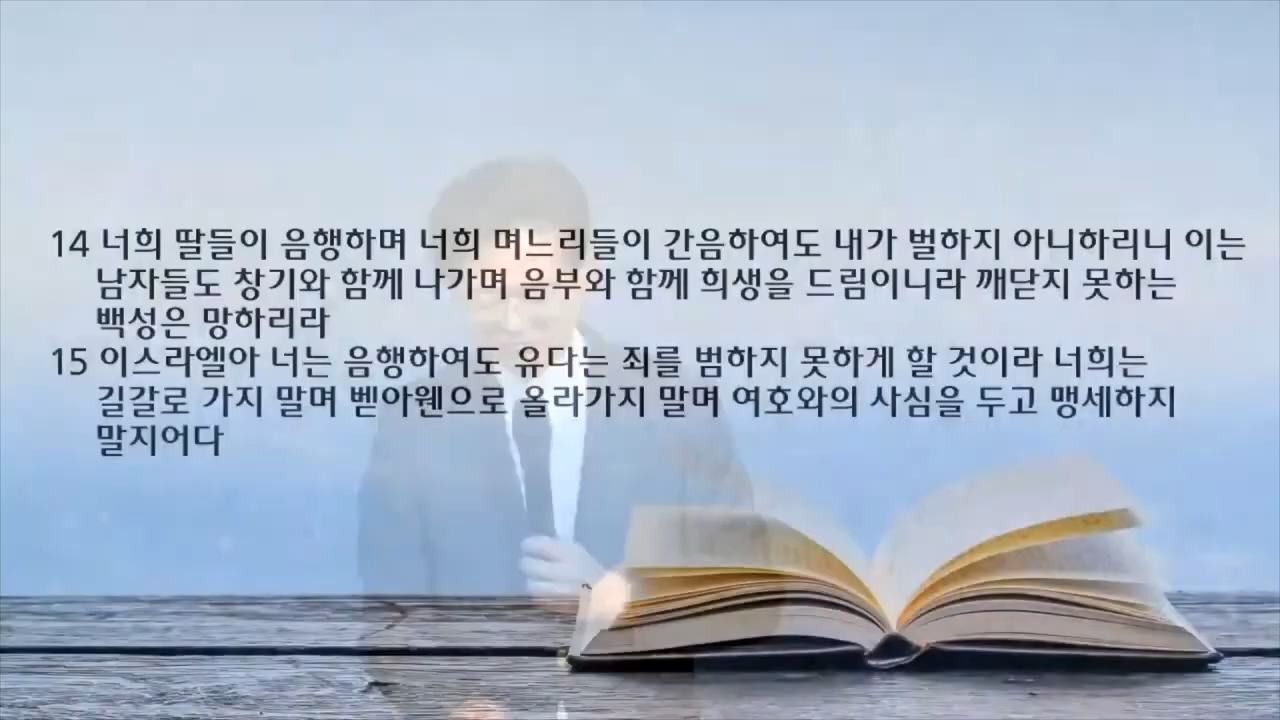 14 너희 딸들이 음행하며 너희 며느리들이 간음하여도 내가 벌하지 아니하리니 이는
남자들도 창기와 함께 나가며 음부와 함께 희생을 드림이니라 깨닫지 못하는
백성은 망하리라
15 이스라엘아 너는 음행하여도 유다는 죄를 범하지 못하게 할 것이라 너희는
길갈로 가지 말며 벧아웬으로 올라가지 말며 여호와의 사심을 두고 맹세하지
말지어다